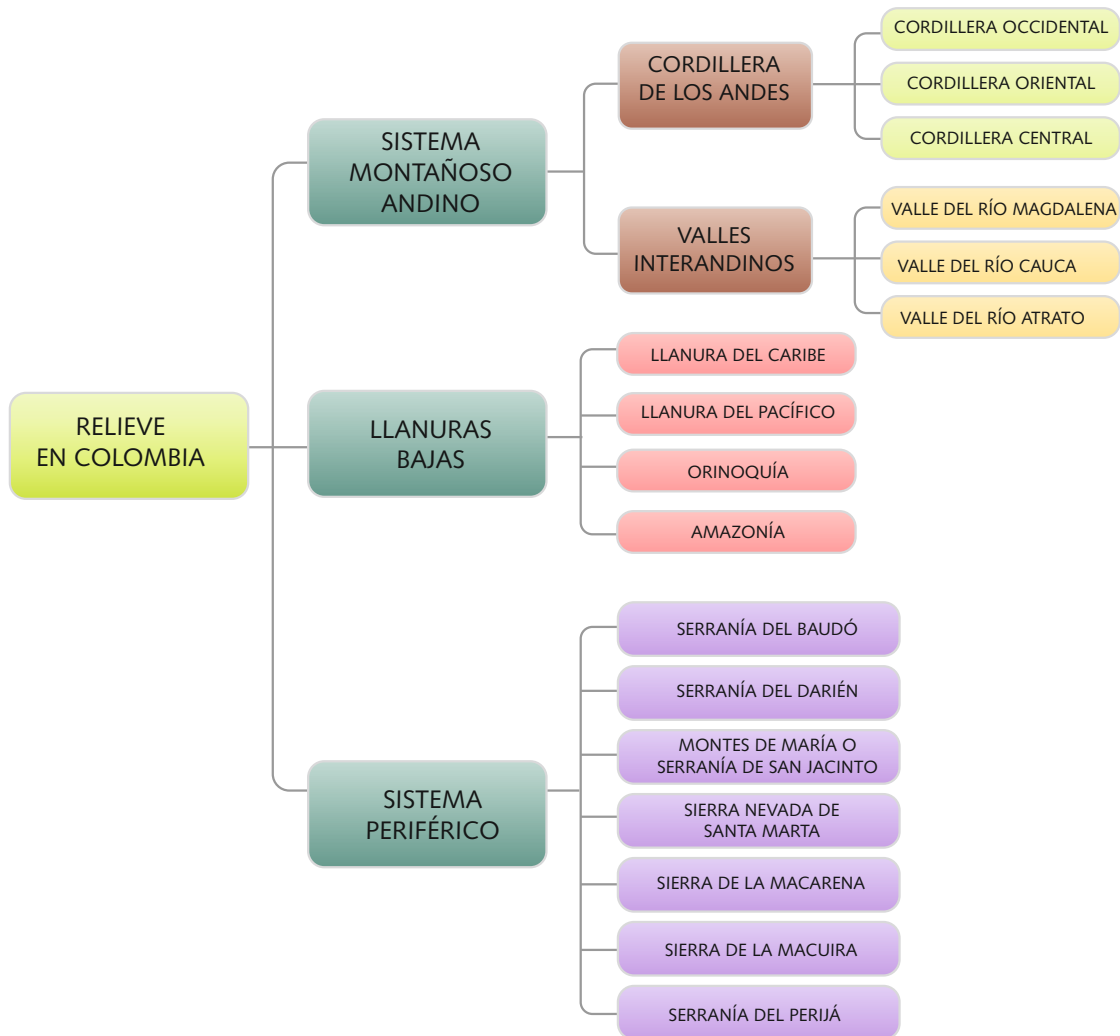 RELIEVE
EN COLOMBIA
SISTEMA
MONTAÑOSO
ANDINO
CORDILLERA
DE LOS ANDES
CORDILLERA OCCIDENTAL
CORDILLERA ORIENTAL
CORDILLERA CENTRAL
VALLES
INTERANDINOS
VALLE DEL RÍO MAGDALENA
VALLE DEL RÍO CAUCA
VALLE DEL RÍO ATRATO
LLANURAS
BAJAS
LLANURA DEL CARIBE
LLANURA DEL PACÍFICO
ORINOQUÍA
AMAZONÍA
SISTEMA
PERIFÉRICO
SERRANÍA DEL BAUDÓ
SERRANÍA DEL DARIÉN
MONTES DE MARÍA O
SERRANÍA DE SAN JACINTO
SIERRA NEVADA DE
SANTA MARTA
SIERRA DE LA MACARENA
SIERRA DE LA MACUIRA
SERRANÍA DEL PERIJÁ